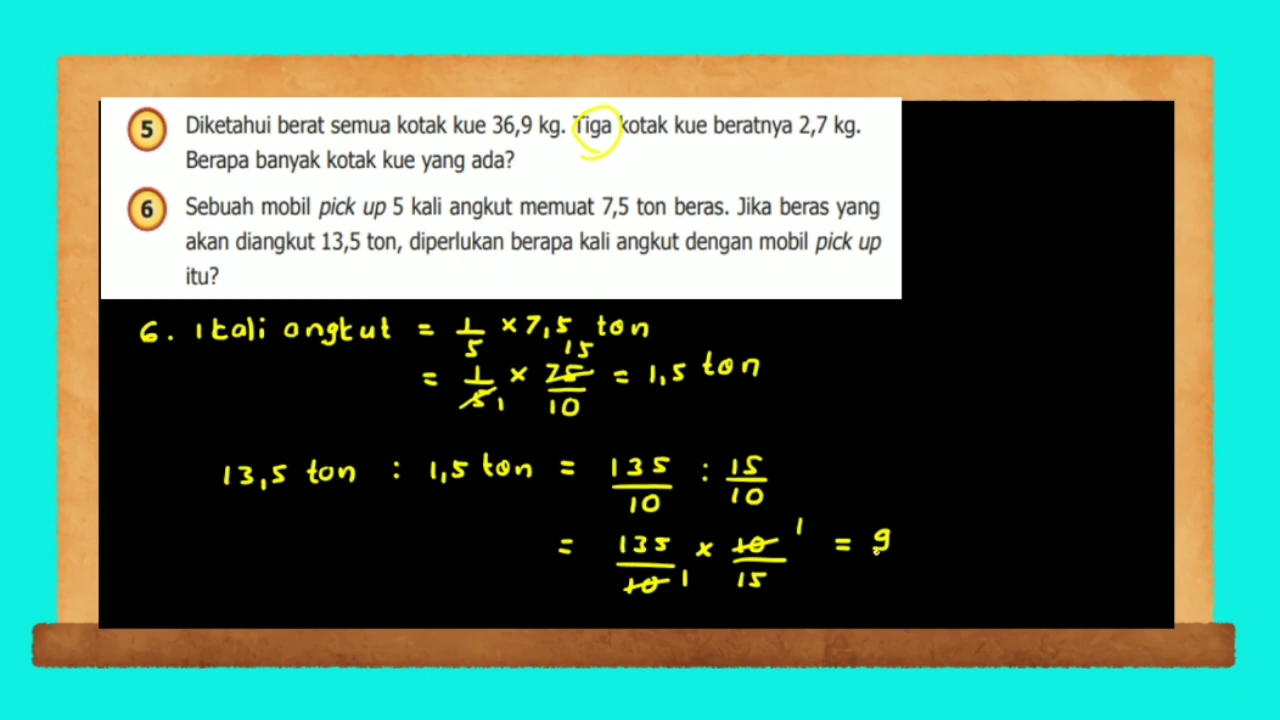 5 Diketahui berat semua kotak kue 36,9 kg. Tiga kotak kue beratnya 2,7 kg.
Berapa banyak kotak kue yang ada?
6 Sebuah mobil pick up 5 kali angkut memuat 7,5 ton beras. Jika beras yang
akan diangkut 13,5 ton, diperlukan berapa kali angkut dengan mobil pick up
itu?
6. 1 kali angkut = 1/5 × 7,5 ton
= 1/5 1 × 75/10 15 = 1,5 ton
13,5 ton : 1,5 ton = 135/10 : 15/10
= 135/10 1 × 10/15 1 = 9